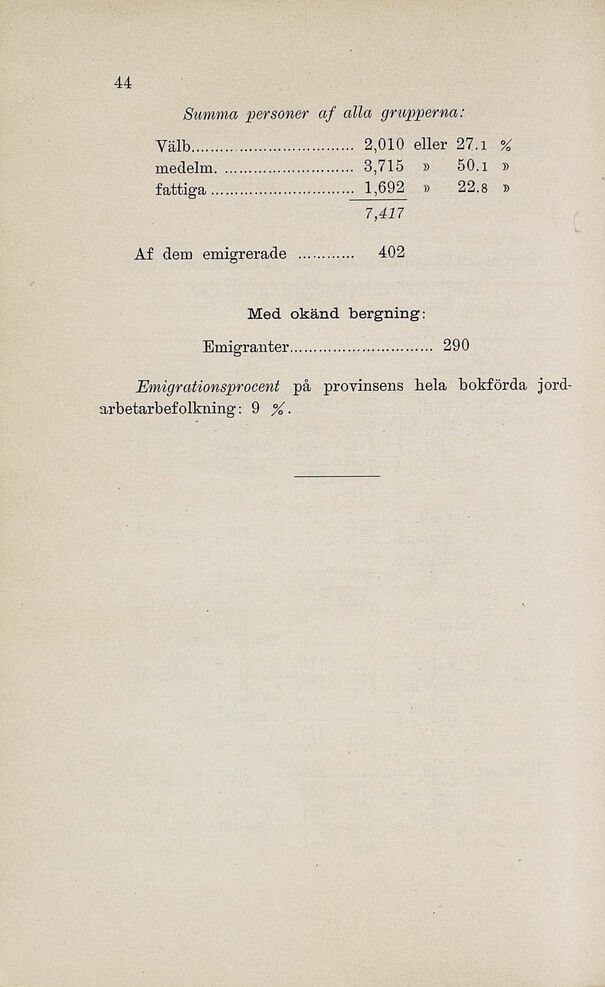 44
Summa personer af alla grupperna:
Välb.................................. 2,010 eller 27.1 %
medelm. ............................ 3,715 » 50.1 »
fattiga ............................... 1,692 » 22.8 »
7,417
Af dem emigrerade ............ 402
Med okänd bergning:
Emigranter.............................. 290
Emigrationsprocent på provinsens hela bokförda jord-
arbetarbefolkning: 9 %.